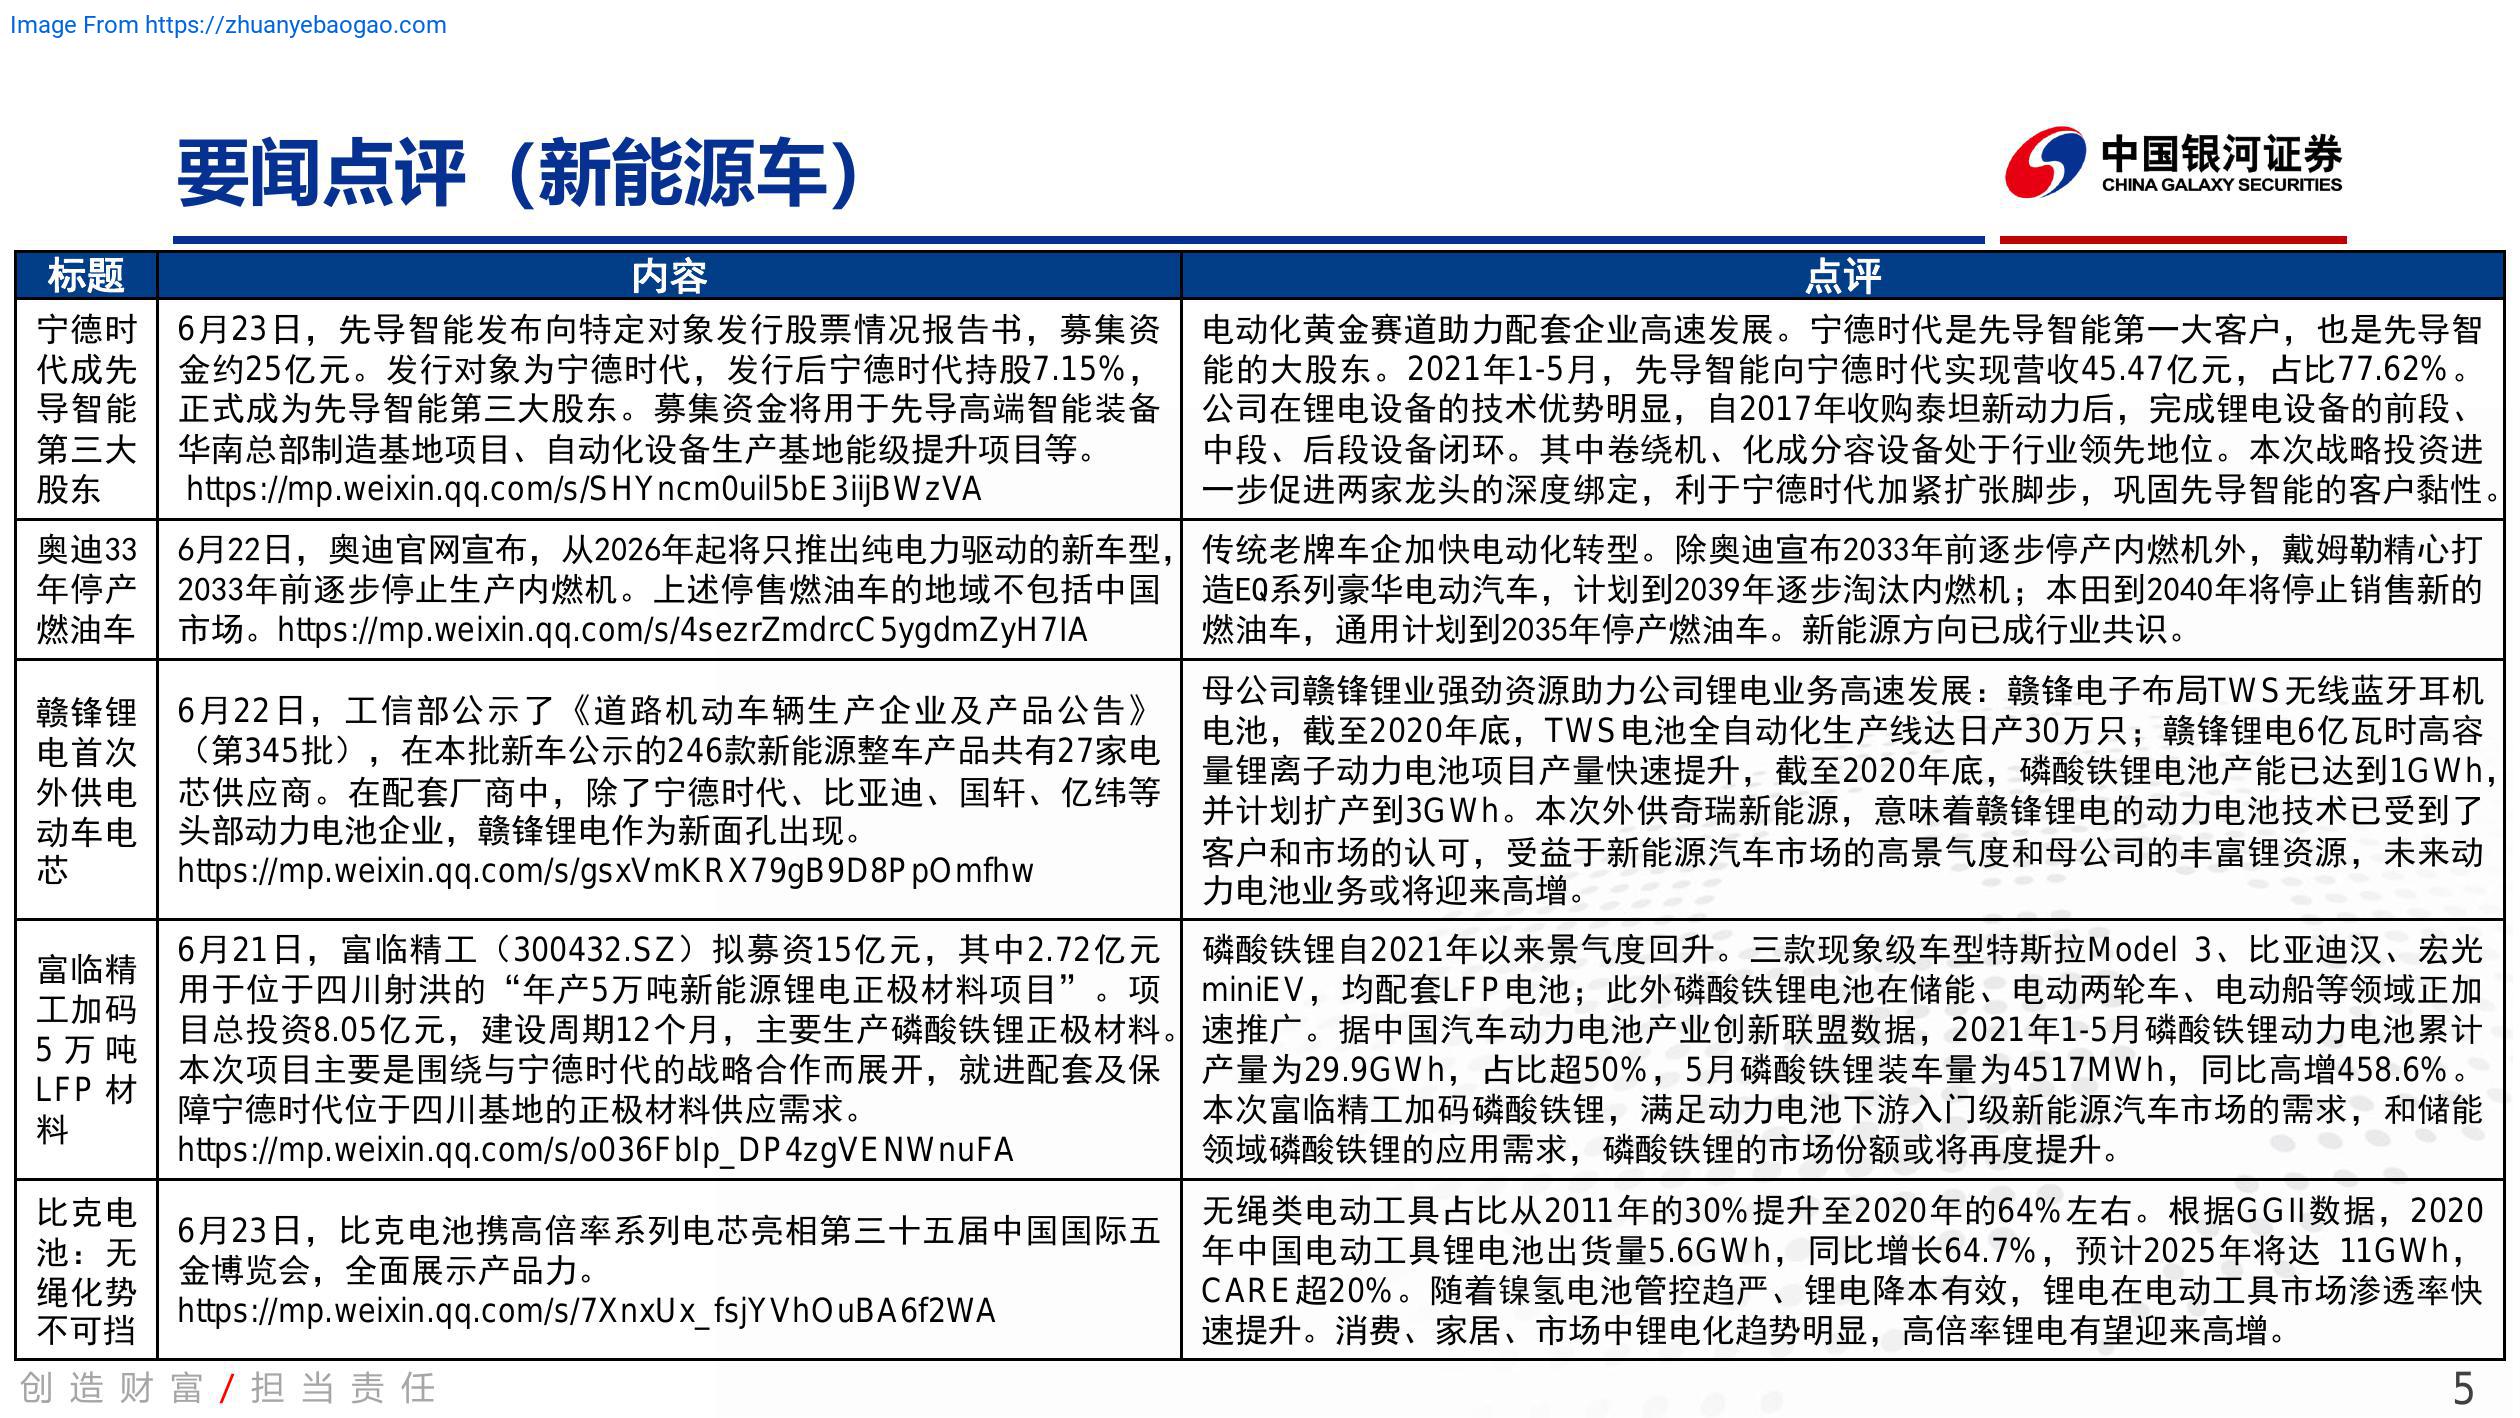 Image From https://zhuanyebaogao.com
要闻点评（新能源车）
中国银河证券
CHINA GALAXY SECURITIES
标题
内容
点评
宁德时
代成先
导智能
第三大
股东
6月23日，先导智能发布向特定对象发行股票情况报告书，募集资
金约25亿元。发行对象为宁德时代，发行后宁德时代持股7.15%，
正式成为先导智能第三大股东。募集资金将用于先导高端智能装备
华南总部制造基地项目、自动化设备生产基地能级提升项目等。
https://mp.weixin.qq.com/s/SHYncm0uil5bE3iijBWzVA
电动化黄金赛道助力配套企业高速发展。宁德时代是先导智能第一大客户，也是先导智
能的大股东。2021年1-5月，先导智能向宁德时代实现营收45.47亿元，占比77.62%。
公司在锂电设备的技术优势明显，自2017年收购泰坦新动力后，完成锂电设备的前段、
中段、后段设备闭环。其中卷绕机、化成分容设备处于行业领先地位。本次战略投资进
一步促进两家龙头的深度绑定，利于宁德时代加紧扩张脚步，巩固先导智能的客户黏性。
奥迪33
年停产
燃油车
6月22日，奥迪官网宣布，从2026年起将只推出纯电力驱动的新车型，
2033年前逐步停止生产内燃机。上述停售燃油车的地域不包括中国
市场。https://mp.weixin.qq.com/s/4sezrZmdrcC5ygdmZyH7IA
传统老牌车企加快电动化转型。除奥迪宣布2033年前逐步停产内燃机外，戴姆勒精心打
造EQ系列豪华电动汽车，计划到2039年逐步淘汰内燃机；本田到2040年将停止销售新的
燃油车，通用计划到2035年停产燃油车。新能源方向已成行业共识。
赣锋锂
电首次
外供电
动车电
芯
6月22日，工信部公示了《道路机动车辆生产企业及产品公告》
（第345批），在本批新车公示的246款新能源整车产品共有27家电
芯供应商。在配套厂商中，除了宁德时代、比亚迪、国轩、亿纬等
头部动力电池企业，赣锋锂电作为新面孔出现。
https://mp.weixin.qq.com/s/gsxVmKRX79gB9D8PpOmfhw
母公司赣锋锂业强劲资源助力公司锂电业务高速发展：赣锋电子布局TWS无线蓝牙耳机
电池，截至2020年底，TWS电池全自动化生产线达日产30万只；赣锋锂电6亿瓦时高容
量锂离子动力电池项目产量快速提升，截至2020年底，磷酸铁锂电池产能已达到1GWh，
并计划扩产到3GWh。本次外供奇瑞新能源，意味着赣锋锂电的动力电池技术已受到了
客户和市场的认可，受益于新能源汽车市场的高景气度和母公司的丰富锂资源，未来动
力电池业务或将迎来高增。
富临精
工加码
5万吨
LFP材
料
6月21日，富临精工（300432.SZ）拟募资15亿元，其中2.72亿元
用于位于四川射洪的“年产5万吨新能源锂电正极材料项目”。项
目总投资8.05亿元，建设周期12个月，主要生产磷酸铁锂正极材料。
本次项目主要是围绕与宁德时代的战略合作而展开，就进配套及保
障宁德时代位于四川基地的正极材料供应需求。
https://mp.weixin.qq.com/s/o036FbIp_DP4zgVENWnuFA
磷酸铁锂自2021年以来景气度回升。三款现象级车型特斯拉Model 3、比亚迪汉、宏光
miniEV，均配套LFP电池；此外磷酸铁锂电池在储能、电动两轮车、电动船等领域正加
速推广。据中国汽车动力电池产业创新联盟数据，2021年1-5月磷酸铁锂动力电池累计
产量为29.9GWh，占比超50%，5月磷酸铁锂装车量为4517MWh，同比高增458.6%。
本次富临精工加码磷酸铁锂，满足动力电池下游入门级新能源汽车市场的需求，和储能
领域磷酸铁锂的应用需求，磷酸铁锂的市场份额或将再度提升。
比克电
池：无
绳化势
不可挡
6月23日，比克电池携高倍率系列电芯亮相第三十五届中国国际五
金博览会，全面展示产品力。
https://mp.weixin.qq.com/s/7XnxUx_fsjYVhOuBA6f2WA
无绳类电动工具占比从2011年的30%提升至2020年的64%左右。根据GGII数据，2020
年中国电动工具锂电池出货量5.6GWh，同比增长64.7%，预计2025年将达 11GWh，
CARE超20%。随着镍氢电池管控趋严、锂电降本有效，锂电在电动工具市场渗透率快
速提升。消费、家居、市场中锂电化趋势明显，高倍率锂电有望迎来高增。
创造财富/担当责任
5